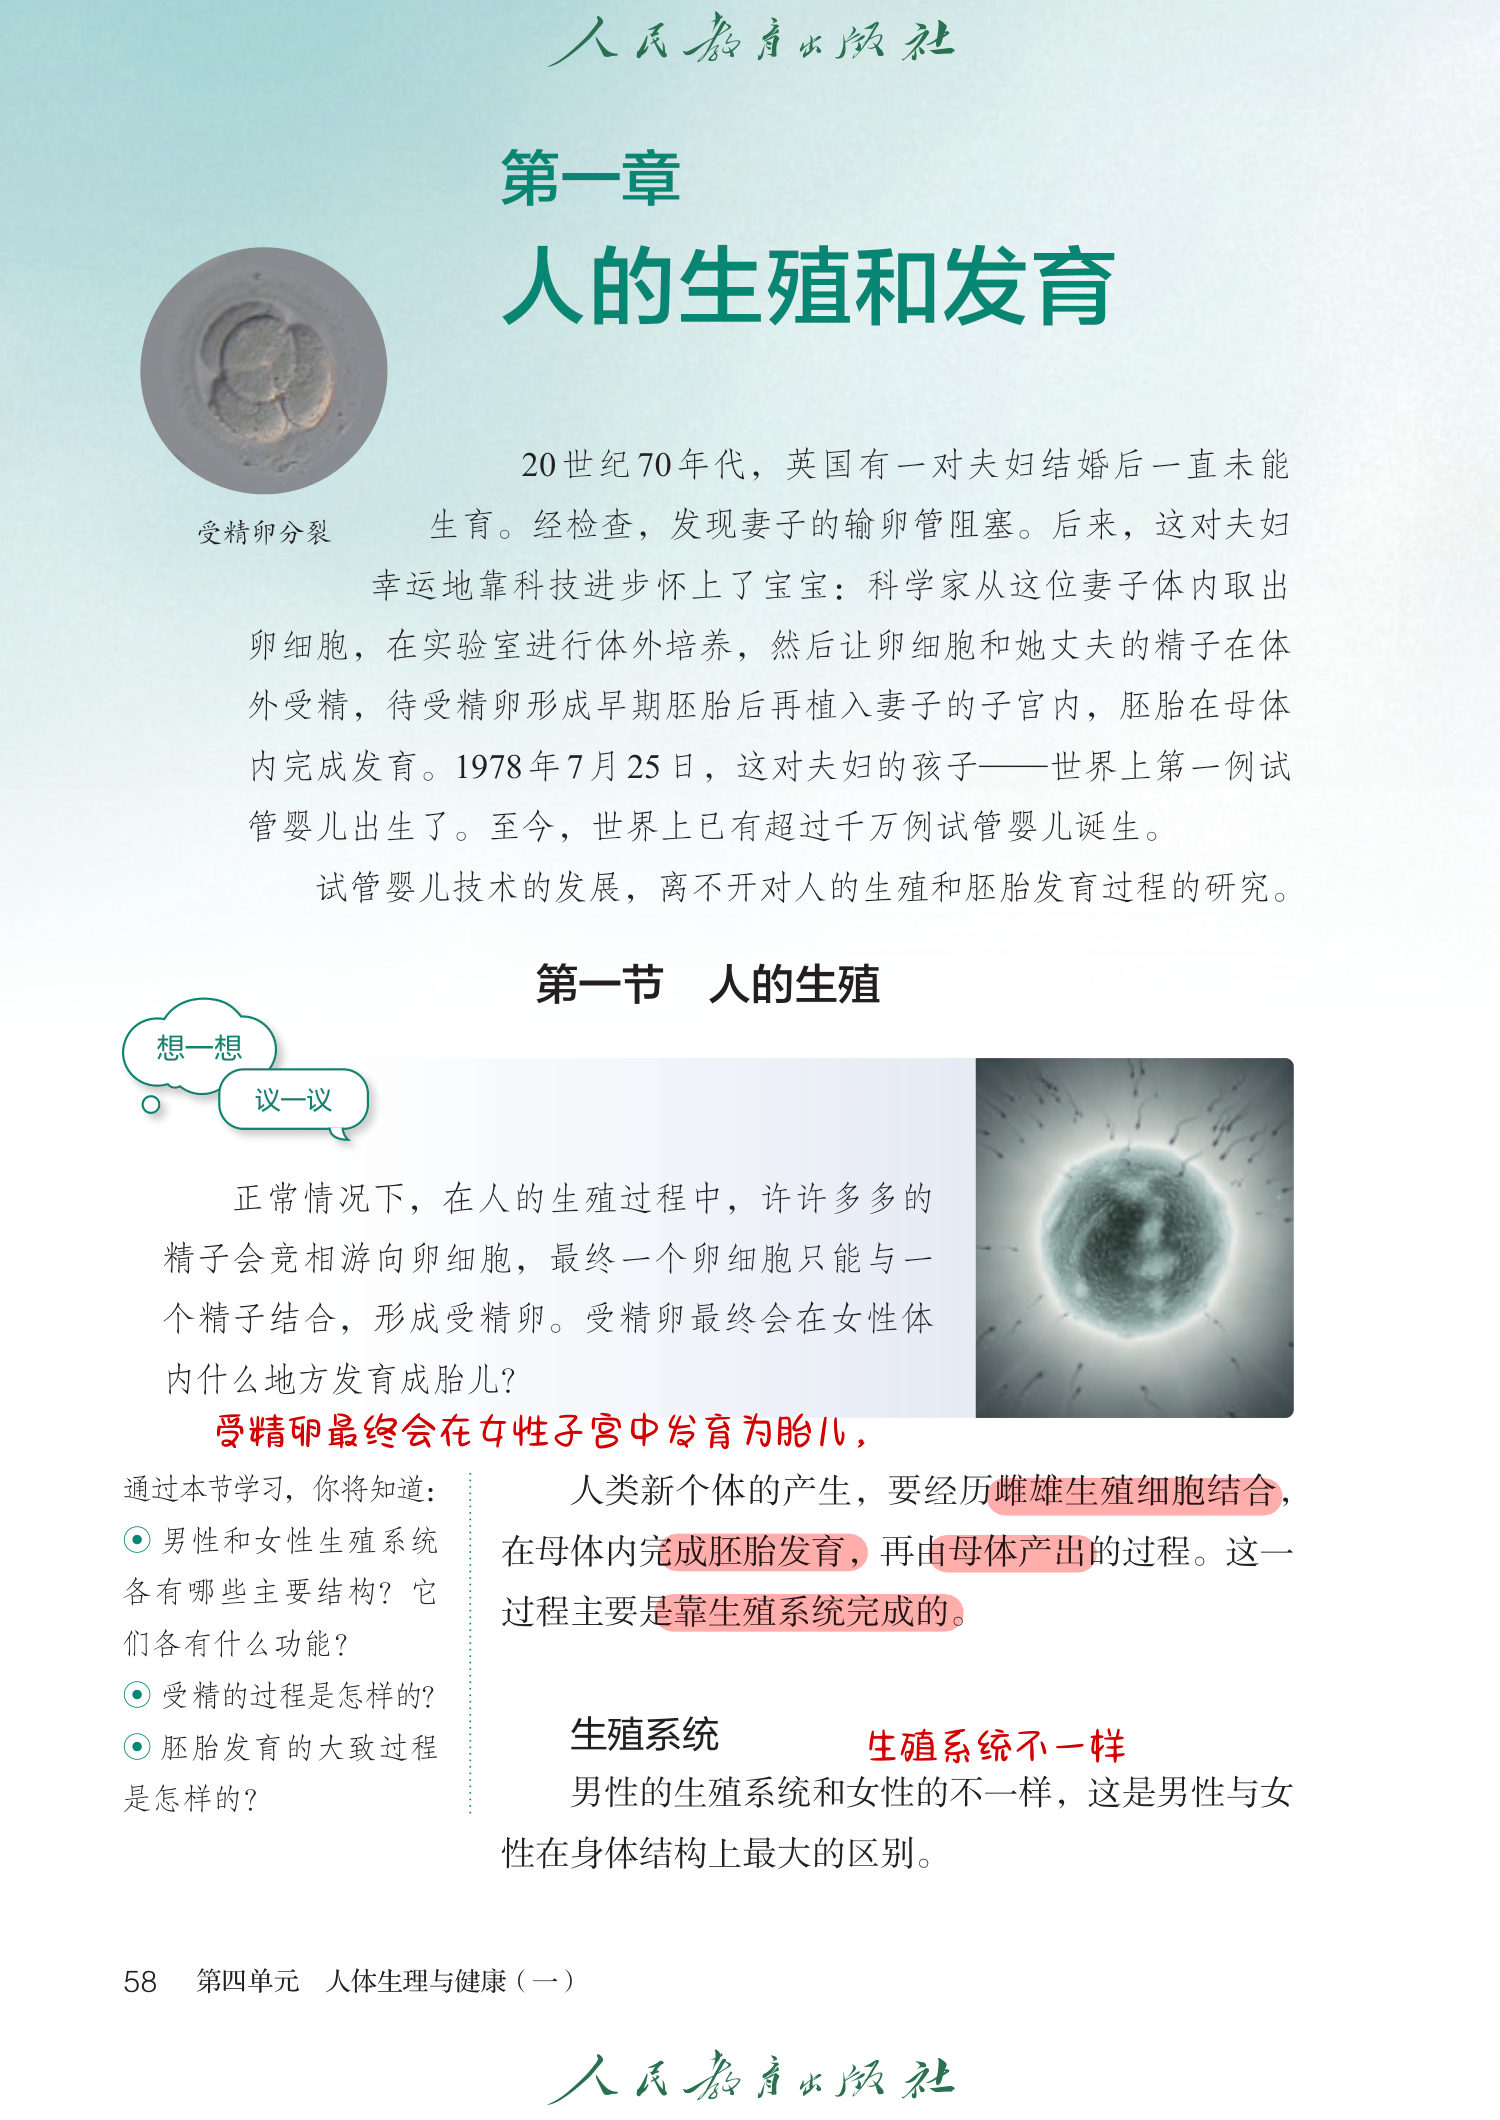 人民教育出版社
第一章
人的生殖和发育
受精卵分裂
20世纪70年代，英国有一对夫妇结婚后一直未能
生育。经检查，发现妻子的输卵管阻塞。后来，这对夫妇
幸运地靠科技进步怀上了宝宝：科学家从这位妻子体内取出
卵细胞，在实验室进行体外培养，然后让卵细胞和她丈夫的精子在体
外受精，待受精卵形成早期胚胎后再植入妻子的子宫内，胚胎在母体
内完成发育。1978年7月25日，这对夫妇的孩子——世界上第一例试
管婴儿出生了。至今，世界上已有超过千万例试管婴儿诞生。
试管婴儿技术的发展，离不开对人的生殖和胚胎发育过程的研究。
第一节 人的生殖
想一想
议一议
正常情况下，在人的生殖过程中，许许多多的
精子会竞相游向卵细胞，最终一个卵细胞只能与一
个精子结合，形成受精卵。受精卵最终会在女性体
内什么地方发育成胎儿？
受精卵最终会在女性子宫中发育为胎儿，
通过本节学习，你将知道：
⊙ 男性和女性生殖系统
各有哪些主要结构？它
们各有什么功能？
⊙ 受精的过程是怎样的？
⊙ 胚胎发育的大致过程
是怎样的？
人类新个体的产生，要经历雌雄生殖细胞结合，
在母体内完成胚胎发育，再由母体产出的过程。这一
过程主要是靠生殖系统完成的。
生殖系统
生殖系统不一样
男性的生殖系统和女性的不一样，这是男性与女
性在身体结构上最大的区别。
58 第四单元 人体生理与健康（一）
人民教育出版社